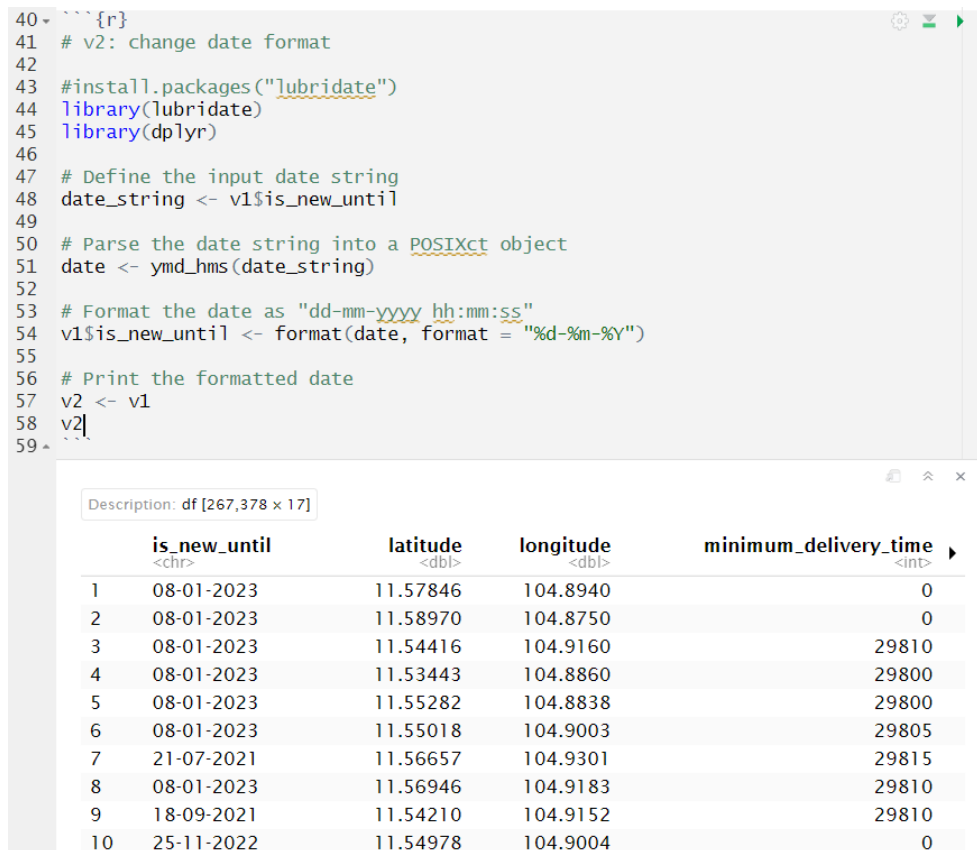 40 ```{r}
41 # v2: change date format
42
43 #install.packages("lubridate")
44 library(lubridate)
45 library(dplyr)
46
47 # Define the input date string
48 date_string <- v1$is_new_until
49
50 # Parse the date string into a POSIXct object
51 date <- ymd_hms(date_string)
52
53 # Format the date as "dd-mm-yyyy hh:mm:ss"
54 v1$is_new_until <- format(date, format = "%d-%m-%Y")
55
56 # Print the formatted date
57 v2 <- v1
58 v2
59 ```
Description: df [267,378 × 17]
is_new_until latitude longitude minimum_delivery_time
<chr> <dbl> <dbl> <int>
1 08-01-2023 11.57846 104.8940 0
2 08-01-2023 11.58970 104.8750 0
3 08-01-2023 11.54416 104.9160 29810
4 08-01-2023 11.53443 104.8860 29800
5 08-01-2023 11.55282 104.8838 29800
6 08-01-2023 11.55018 104.9003 29805
7 21-07-2021 11.56657 104.9301 29815
8 08-01-2023 11.56946 104.9183 29810
9 18-09-2021 11.54210 104.9152 29810
10 25-11-2022 11.54978 104.9004 0